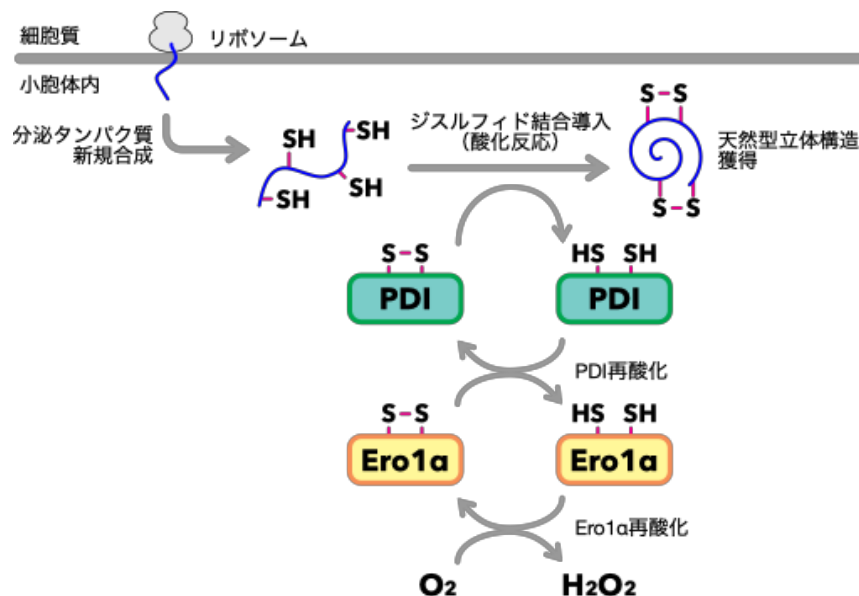 細胞質
リボソーム
小胞体内
分泌タンパク質
新規合成
SH
SH
SH
SH
ジスルフィド結合導入
（酸化反応）
S-S
S-S
天然型立体構造
獲得
S-S
PDI
HS SH
PDI
PDI再酸化
S-S
Ero1α
HS SH
Ero1α
Ero1α再酸化
O2
H2O2